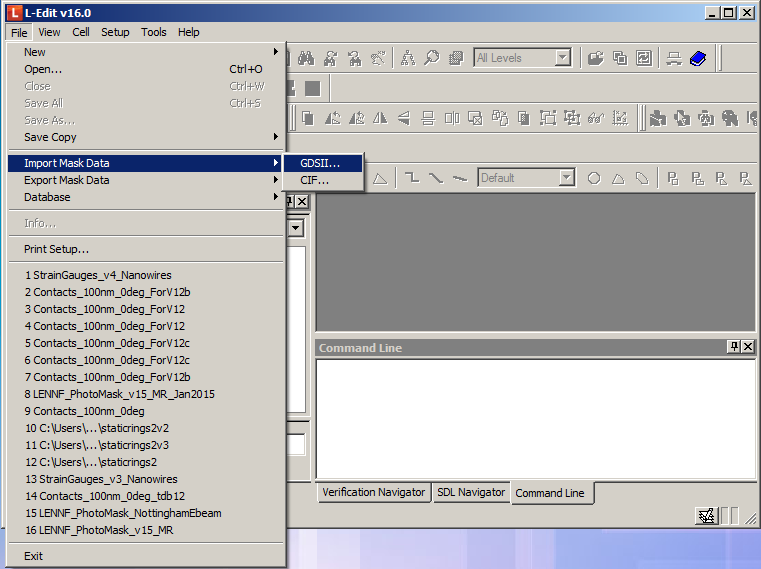 L-Edit v16.0
File View Cell Setup Tools Help
New
Open... Ctrl+O
Close Ctrl+W
Save All Ctrl+S
Save As...
Save Copy
Import Mask Data
Export Mask Data
Database
Info...
Print Setup...
1 StrainGauges_v4_Nanowires
2 Contacts_100nm_0deg_ForV12b
3 Contacts_100nm_0deg_ForV12
4 Contacts_100nm_0deg_ForV12
5 Contacts_100nm_0deg_ForV12c
6 Contacts_100nm_0deg_ForV12c
7 Contacts_100nm_0deg_ForV12b
8 LENNF_PhotoMask_v15_MR_Jan2015
9 Contacts_100nm_0deg
10 C:\Users\...\staticrings2v2
11 C:\Users\...\staticrings2v3
12 C:\Users\...\staticrings2
13 StrainGauges_v3_Nanowires
14 Contacts_100nm_0deg_tdb12
15 LENNF_PhotoMask_NottinghamEbeam
16 LENNF_PhotoMask_v15_MR
Exit
GDSII...
CIF...
All Levels
Default
Command Line
Verification Navigator SDL Navigator Command Line